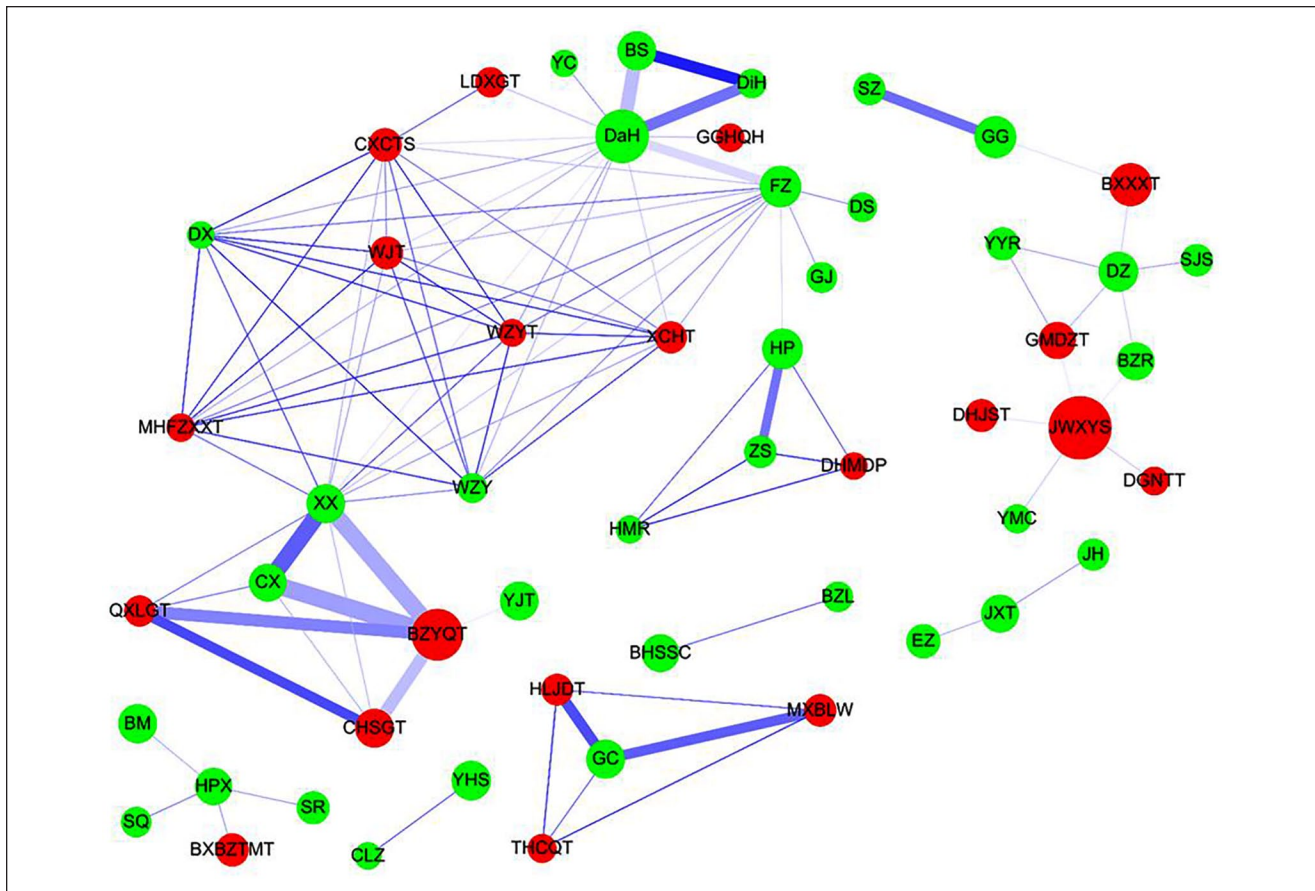 BS
YC
DiH
LDXGT
SZ
DaH
GG
GGHQH
CXCTS
BXXXT
FZ
DS
DX
YYR
WJT
DZ
SJS
GJ
WZYT
XCHT
GMDZT
HP
BZR
DHJST
JWXYS
MHFZXXT
ZS
DHMDP
DGNTT
WZY
XX
YMC
HMR
JH
CX
BZL
YJT
QXLGT
JXT
BZYQT
EZ
BHSSC
HLJDT
MXBLW
BM
CHSGT
GC
YHS
HPX
SR
SQ
BXBZTMT
CLZ
THCQT